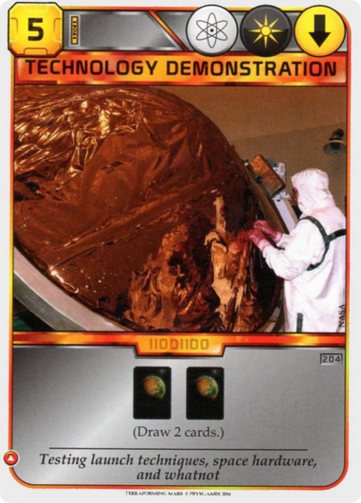 5
TECHNOLOGY DEMONSTRATION
NASA
11001100
204
(Draw 2 cards.)
Testing launch techniques, space hardware,
and whatnot
TERRAFORMING MARS © FRYXGAMES 2016